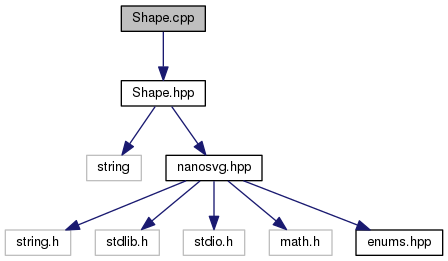 Shape.cpp
Shape.hpp
string
nanosvg.hpp
string.h
stdlib.h
stdio.h
math.h
enums.hpp